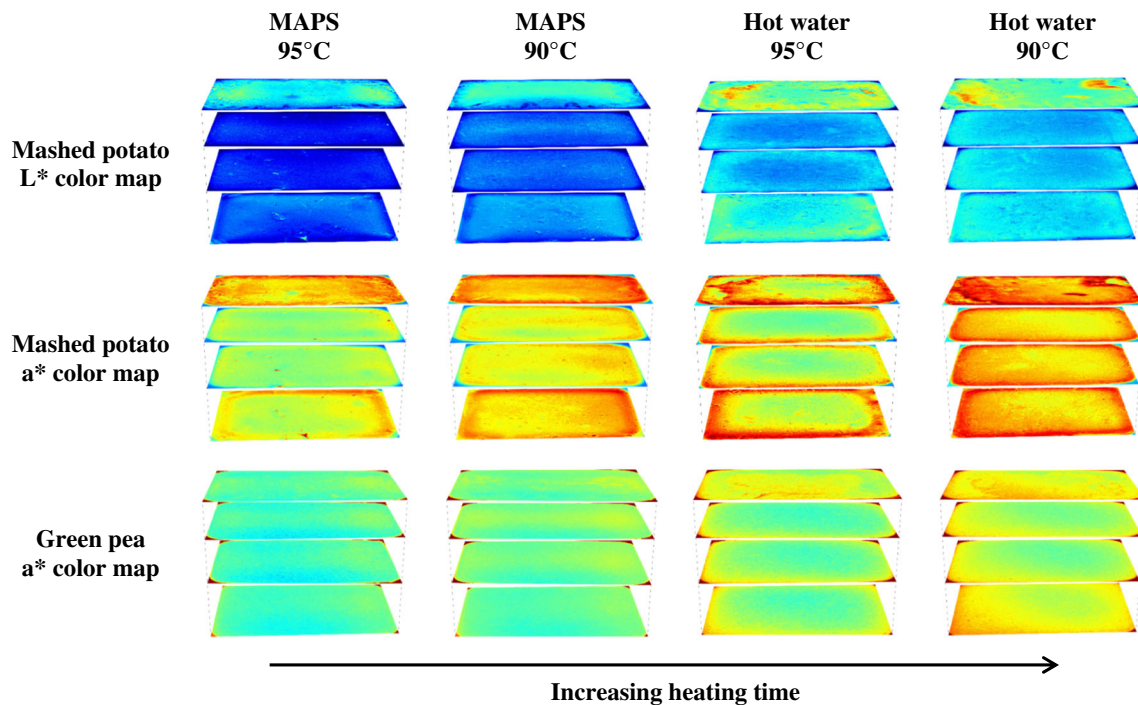 MAPS
95°C
MAPS
90°C
Hot water
95°C
Hot water
90°C
Mashed potato
L* color map
Mashed potato
a* color map
Green pea
a* color map
Increasing heating time